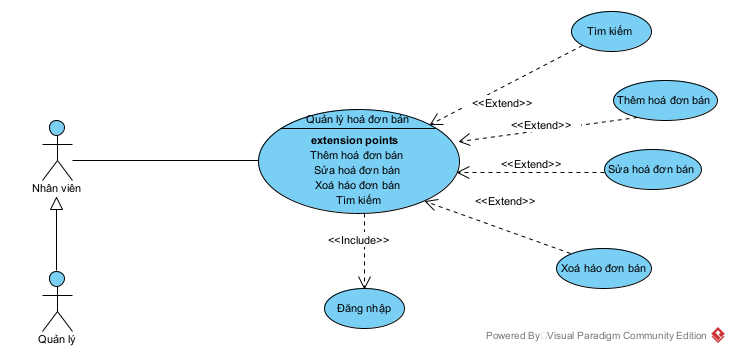 Tìm kiếm
<<Extend>>
Thêm hoá đơn bán
Quản lý hoá đơn bán
<<Extend>>
extension points
Thêm hoá đơn bán
Sửa hoá đơn bán
Xoá háo đơn bán
Tìm kiếm
<<Extend>>
Sửa hoá đơn bán
Nhân viên
<<Extend>>
<<Include>>
Xoá háo đơn bán
Đăng nhập
Quản lý
Powered By Visual Paradigm Community Edition